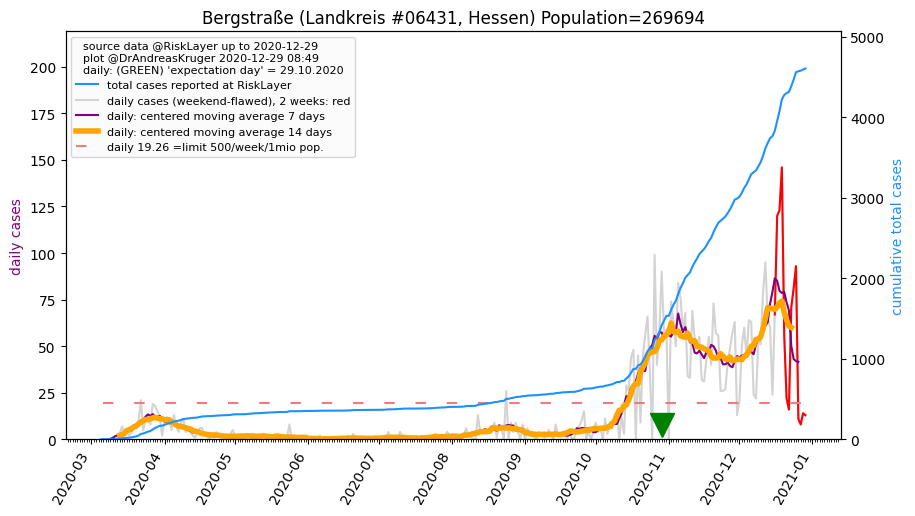 Bergstraße (Landkreis #06431, Hessen) Population=269694
source data @RiskLayer up to 2020-12-29
plot @DrAndreasKruger 2020-12-29 08:49
daily: (GREEN) 'expectation day' = 29.10.2020
total cases reported at RiskLayer
daily cases (weekend-flawed), 2 weeks: red
daily: centered moving average 7 days
daily: centered moving average 14 days
daily 19.26 =limit 500/week/1mio pop.
daily cases
200
175
150
125
100
75
50
25
0
5000
4000
3000
2000
1000
0
cumulative total cases
2020-03
2020-04
2020-05
2020-06
2020-07
2020-08
2020-09
2020-10
2020-11
2020-12
2021-01